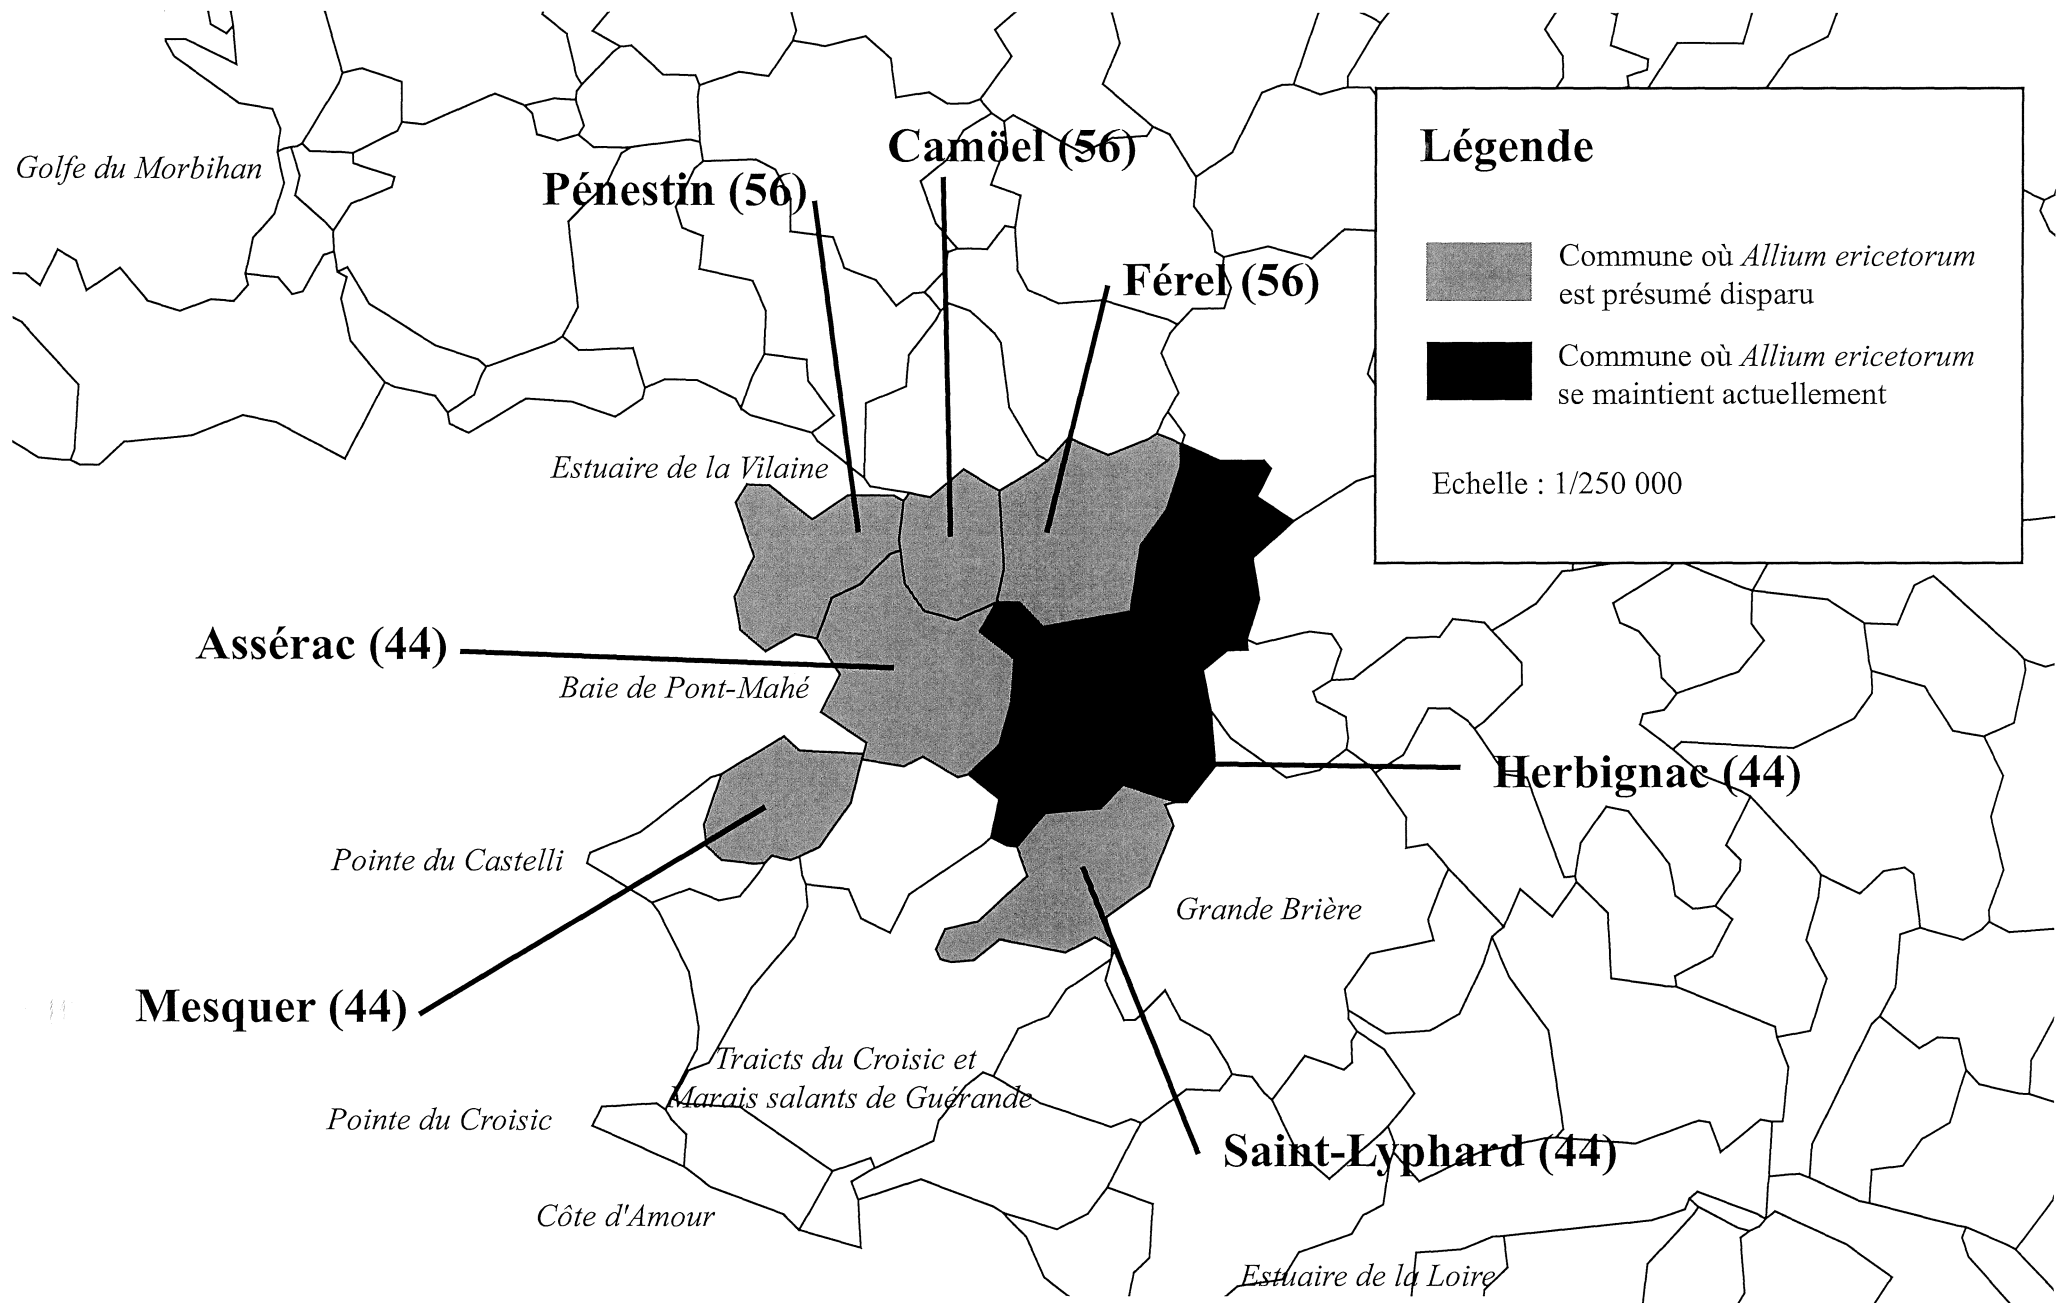 Camöel (56)
Légende
Golfe du Morbihan
Pénestin (56)
Commune où Allium ericetorum
est présumé disparu
Férel (56)
Commune où Allium ericetorum
se maintient actuellement
Estuaire de la Vilaine
Echelle : 1/250 000
Assérac (44)
Baie de Pont-Mahé
Herbignac (44)
Pointe du Castelli
Grande Brière
Mesquer (44)
Traicts du Croisic et
Marais salants de Guérande
Pointe du Croisic
Saint-Lyphard (44)
Côte d'Amour
Estuaire de la Loire